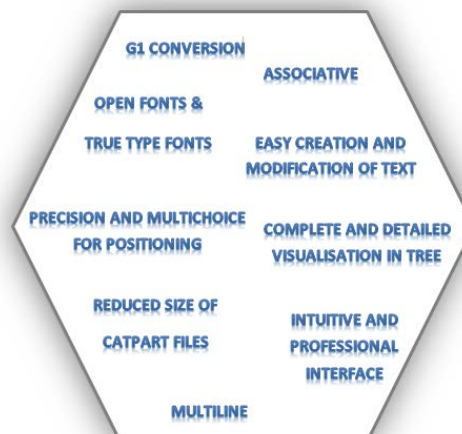 G1 CONVERSION
ASSOCIATIVE
OPEN FONTS &
TRUE TYPE FONTS
EASY CREATION AND
MODIFICATION OF TEXT
PRECISION AND MULTICHOICE
FOR POSITIONING
COMPLETE AND DETAILED
VISUALISATION IN TREE
REDUCED SIZE OF
CATPART FILES
INTUITIVE AND
PROFESSIONAL
INTERFACE
MULTILINE